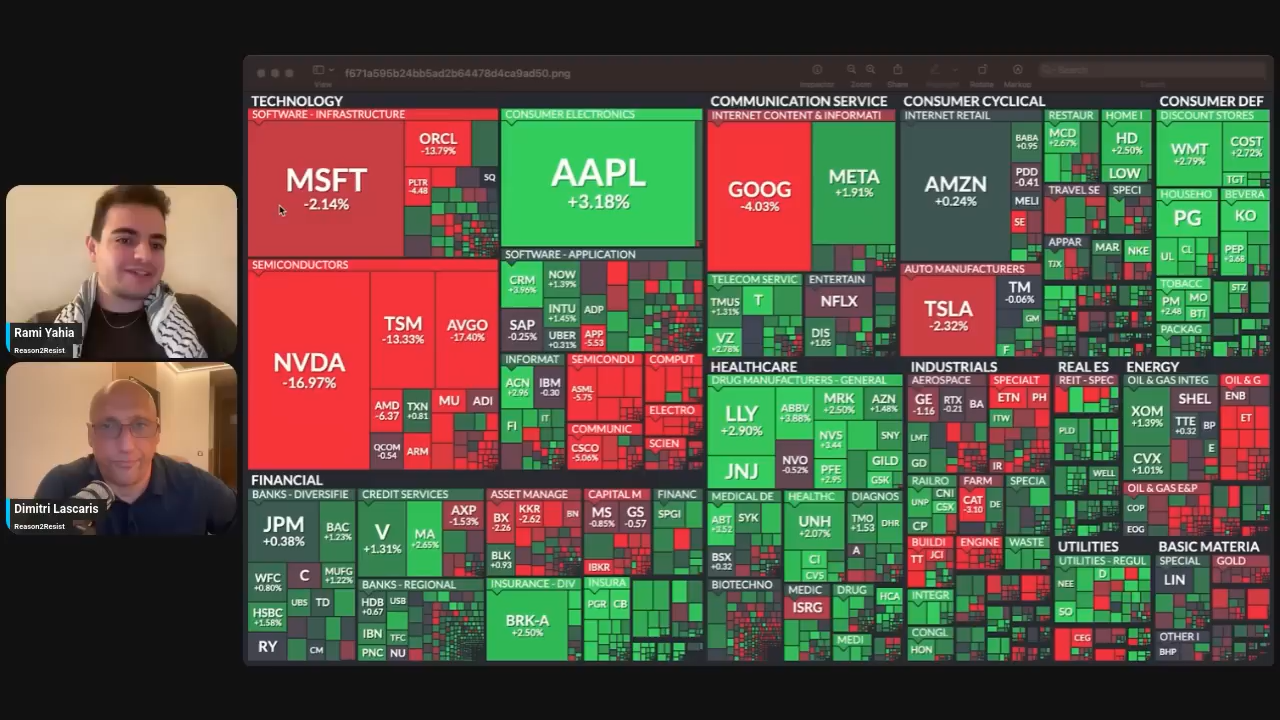 Rami Yahia
Reason2Resist
Dimitri Lascaris
Reason2Resist
View
f671a595b24bb5ad2b64478d4ca9ad50.png
Inspector
Zoom
Share
Rotate
Markup
Search
TECHNOLOGY
SOFTWARE - INFRASTRUCTURE
MSFT
-2.14%
ORCL
-13.79%
PLTR
-4.48
SQ
CONSUMER ELECTRONICS
AAPL
+3.18%
SEMICONDUCTORS
NVDA
-16.97%
TSM
-13.33%
AVGO
-17.40%
AMD
-6.37
TXN
+0.81
MU
ADI
QCOM
-0.54
ARM
SOFTWARE - APPLICATION
CRM
+3.96%
NOW
+1.39%
INTU
+1.45%
ADP
SAP
-0.25%
UBER
+0.31%
APP
-5.53
INFORMAT
ACN
+2.96
IBM
-0.30
FI
IT
SEMICONDU
ASML
-5.75
COMMUNIC
CSCO
-5.06%
COMPUT
ELECTRO
SCIEN
COMMUNICATION SERVICE
INTERNET CONTENT & INFORMATI
GOOG
-4.03%
META
+1.91%
TELECOM SERVIC
TMUS
+1.31%
T
VZ
+2.78%
ENTERTAIN
NFLX
DIS
+1.05
CONSUMER CYCLICAL
INTERNET RETAIL
AMZN
+0.24%
BABA
+0.95
PDD
-0.41
MELI
SE
AUTO MANUFACTURERS
TSLA
-2.32%
TM
-0.06%
GM
F
RESTAUR
MCD
+2.67%
HOME I
HD
+2.50%
LOW
TRAVEL SE
SPECI
APPAR
TJX
MAR
NKE
CONSUMER DEF
DISCOUNT STORES
WMT
+2.79%
COST
+2.72%
TGT
HOUSEHO
PG
UL
CL
BEVERA
KO
PEP
+3.66
TOBACC
PM
+2.48
MO
BTI
STZ
PACKAG
FINANCIAL
BANKS - DIVERSIFIE
JPM
+0.38%
BAC
+1.23%
WFC
+0.80%
C
MUFG
+1.22%
HSBC
+1.58%
UBS
TD
RY
CM
CREDIT SERVICES
V
+1.31%
MA
+2.65%
AXP
-1.53%
BANKS - REGIONAL
HDB
+0.67
USB
IBN
TFC
PNC
NU
ASSET MANAGE
BX
-2.26
KKR
-2.62
BN
BLK
+0.93
CAPITAL M
MS
-0.85%
GS
-0.57
IBKR
FINANC
SPGI
INSURANCE - DIV
BRK-A
+2.50%
INSURA
PGR
CB
HEALTHCARE
DRUG MANUFACTURERS - GENERAL
LLY
+2.90%
ABBV
+3.88%
MRK
+2.50%
AZN
+1.48%
JNJ
NVO
-0.52%
NVS
+3.44
SNY
PFE
+2.95
GILD
GSK
MEDICAL DE
ABT
+3.52
SYK
BSX
+0.32
HEALTHC
UNH
+2.07%
CI
CVS
DIAGNOS
TMO
+1.53
DHR
A
BIOTECHNO
MEDIC
ISRG
DRUG
HCA
MEDI
INDUSTRIALS
AEROSPACE
GE
-1.16
RTX
-0.21
BA
LMT
GD
SPECIALT
ETN
PH
ITW
IR
RAILRO
UNP
CNI
CSX
CP
FARM
CAT
-3.10
DE
SPECIA
BUILDI
TT
JCI
ENGINE
WASTE
INTEGR
CONGL
HON
REAL ES
REIT - SPEC
PLD
WELL
ENERGY
OIL & GAS INTEG
XOM
+1.39%
SHEL
TTE
+0.32
BP
CVX
+1.01%
E
OIL & G
ENB
ET
OIL & GAS E&P
COP
EOG
UTILITIES
UTILITIES - REGUL
NEE
D
SO
CEG
BASIC MATERIA
SPECIAL
LIN
GOLD
OTHER I
BHP